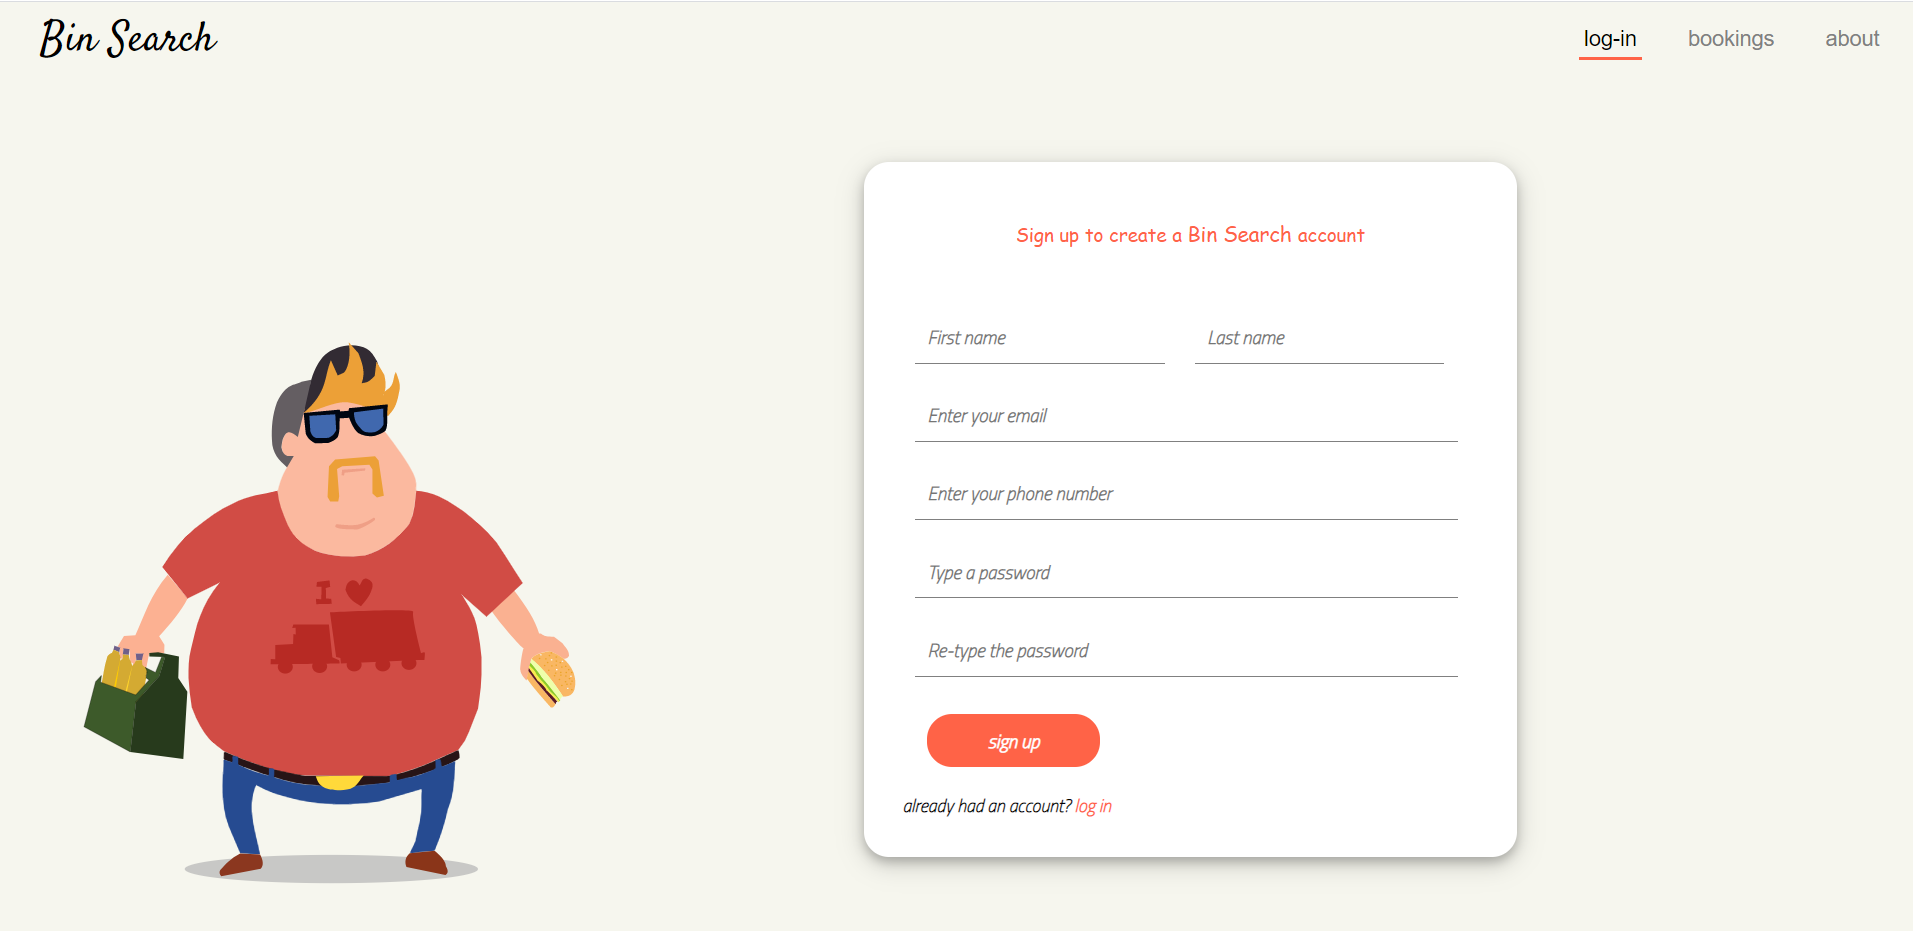 Bin Search
log-in bookings about
Sign up to create a Bin Search account
First name Last name
Enter your email
Enter your phone number
Type a password
Re-type the password
sign up
already had an account? log in
I